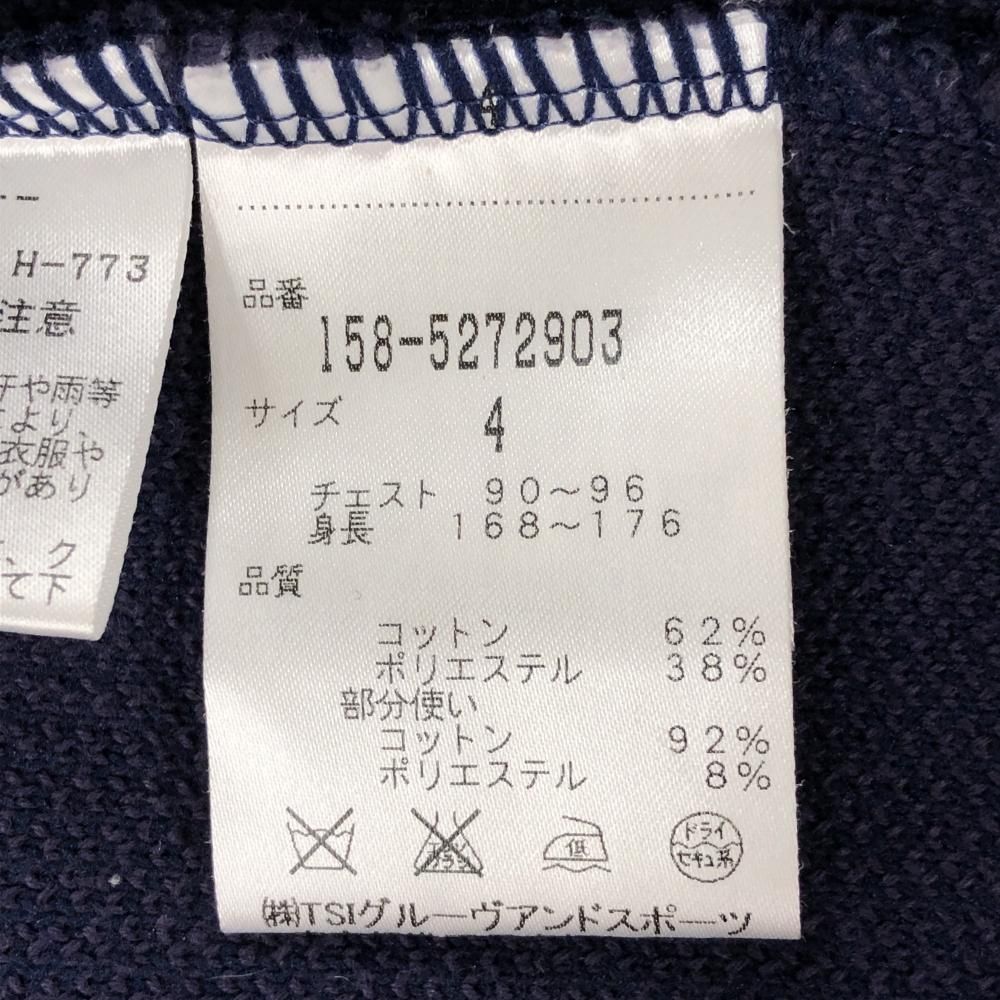 H-773
注意
汗や雨等
により、
衣服や
があり
、ク
て下
品番
158-5272903
サイズ 4
チェスト 90～96
身長 168～176
品質
コットン 62%
ポリエステル 38%
部分使い
コットン 92%
ポリエステル 8%
低
ドライ
セキユ系
㈱TSIグルーヴアンドスポーツ